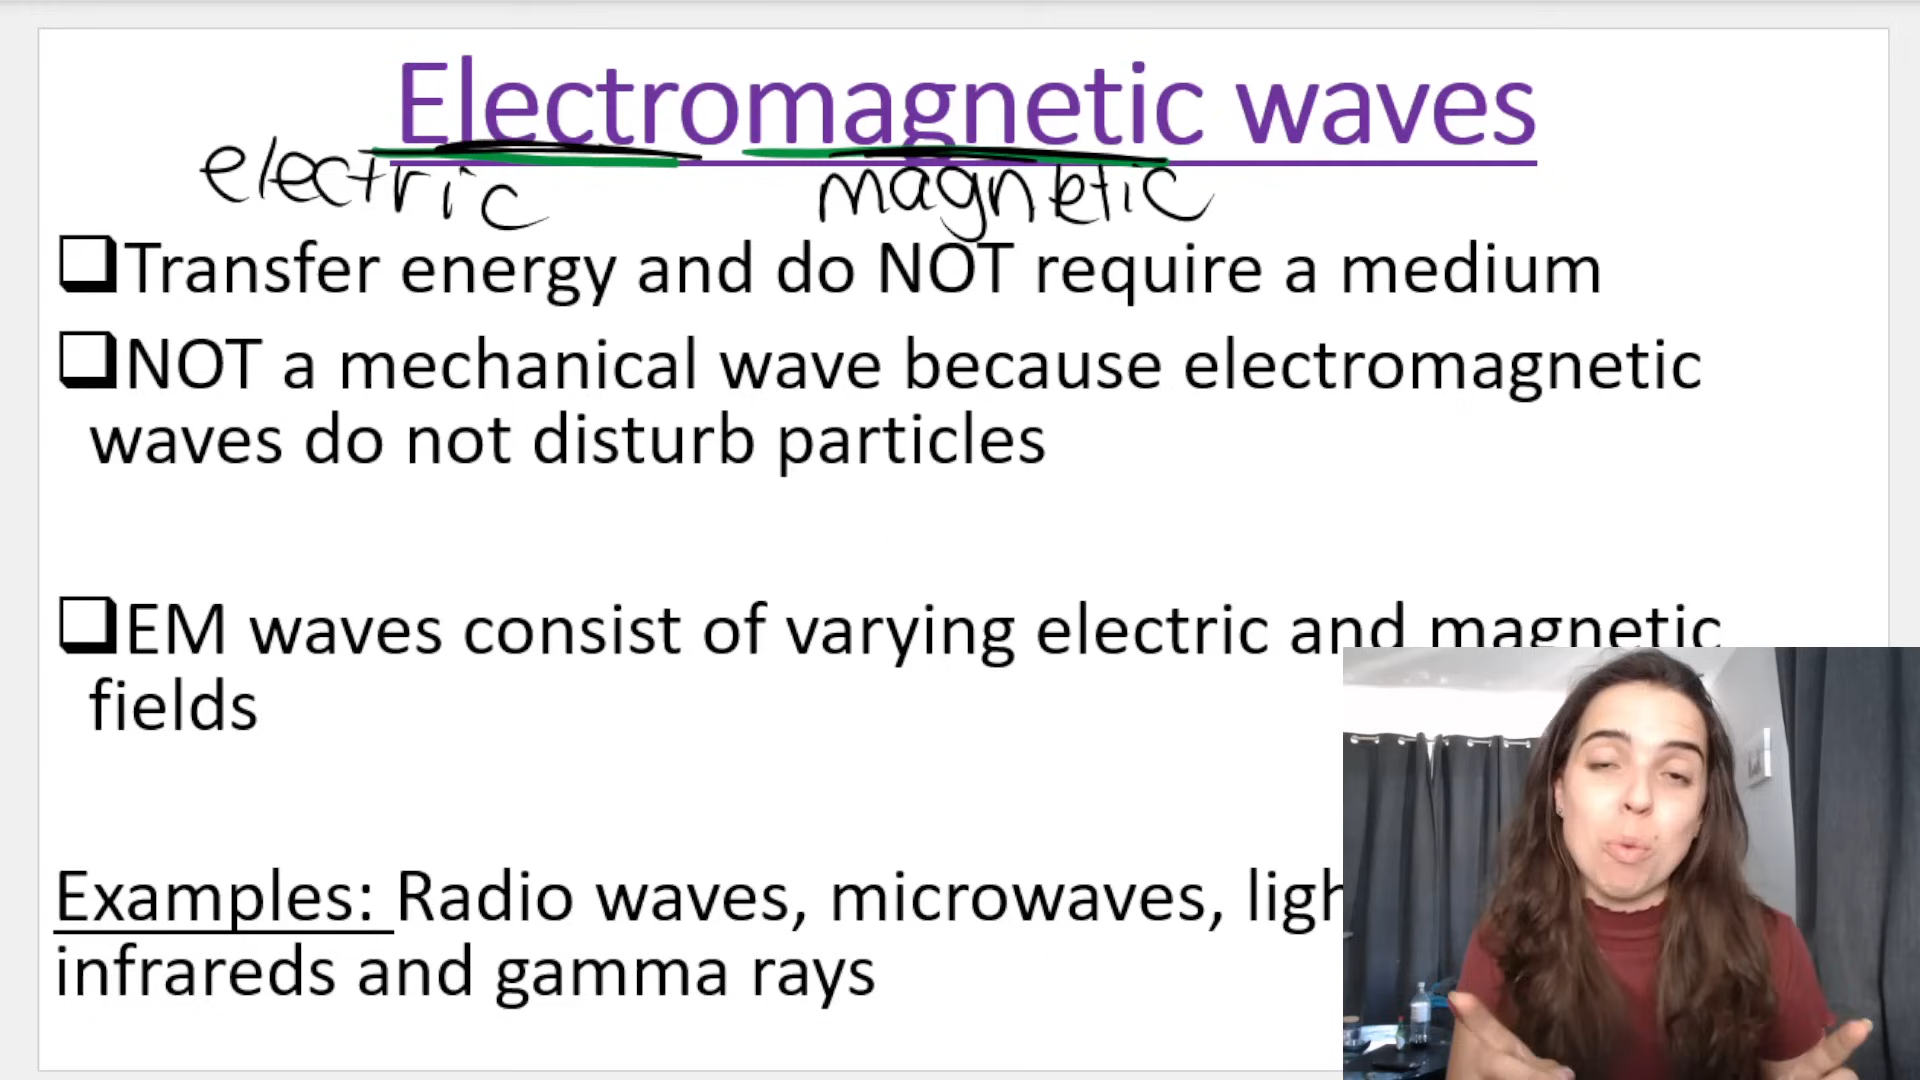 Electromagnetic waves
electric magnetic
Transfer energy and do NOT require a medium
NOT a mechanical wave because electromagnetic
waves do not disturb particles
EM waves consist of varying electric and magnetic
fields
Examples: Radio waves, microwaves, ligh
infrareds and gamma rays